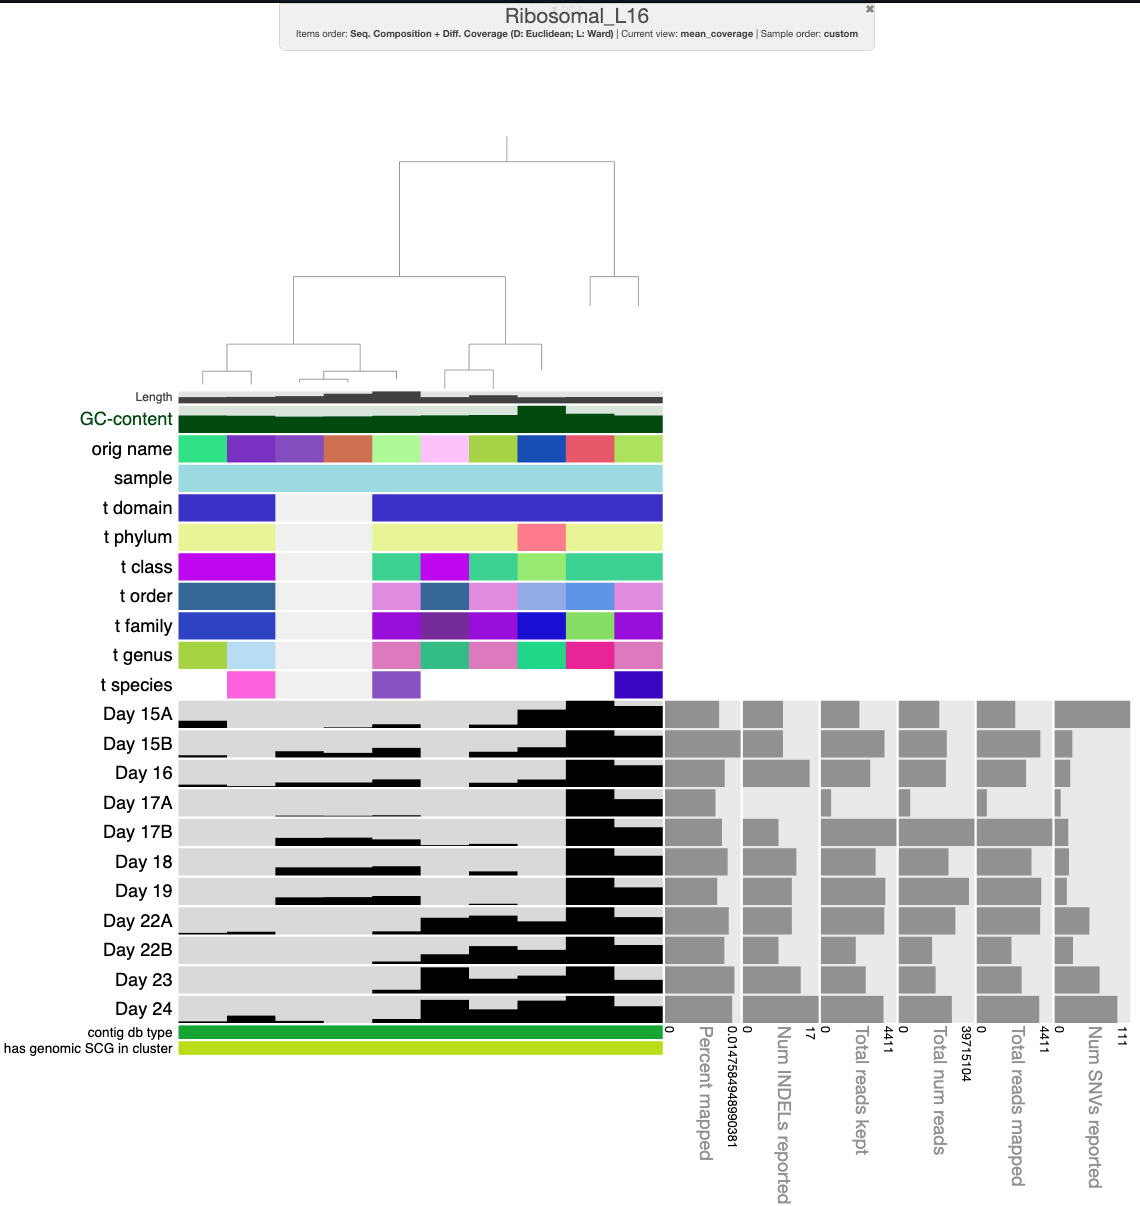 Ribosomal_L16
Items order: Seq. Composition + Diff. Coverage (D: Euclidean; L: Ward) | Current view: mean_coverage | Sample order: custom
Length
GC-content
orig name
sample
t domain
t phylum
t class
t order
t family
t genus
t species
Day 15A
Day 15B
Day 16
Day 17A
Day 17B
Day 18
Day 19
Day 22A
Day 22B
Day 23
Day 24
contig db type
has genomic SCG in cluster
0
Percent mapped
0.0147584948990381
0
Num INDELs reported
17
0
Total reads kept
4411
0
Total num reads
39715104
0
Total reads mapped
4411
0
Num SNVs reported
111